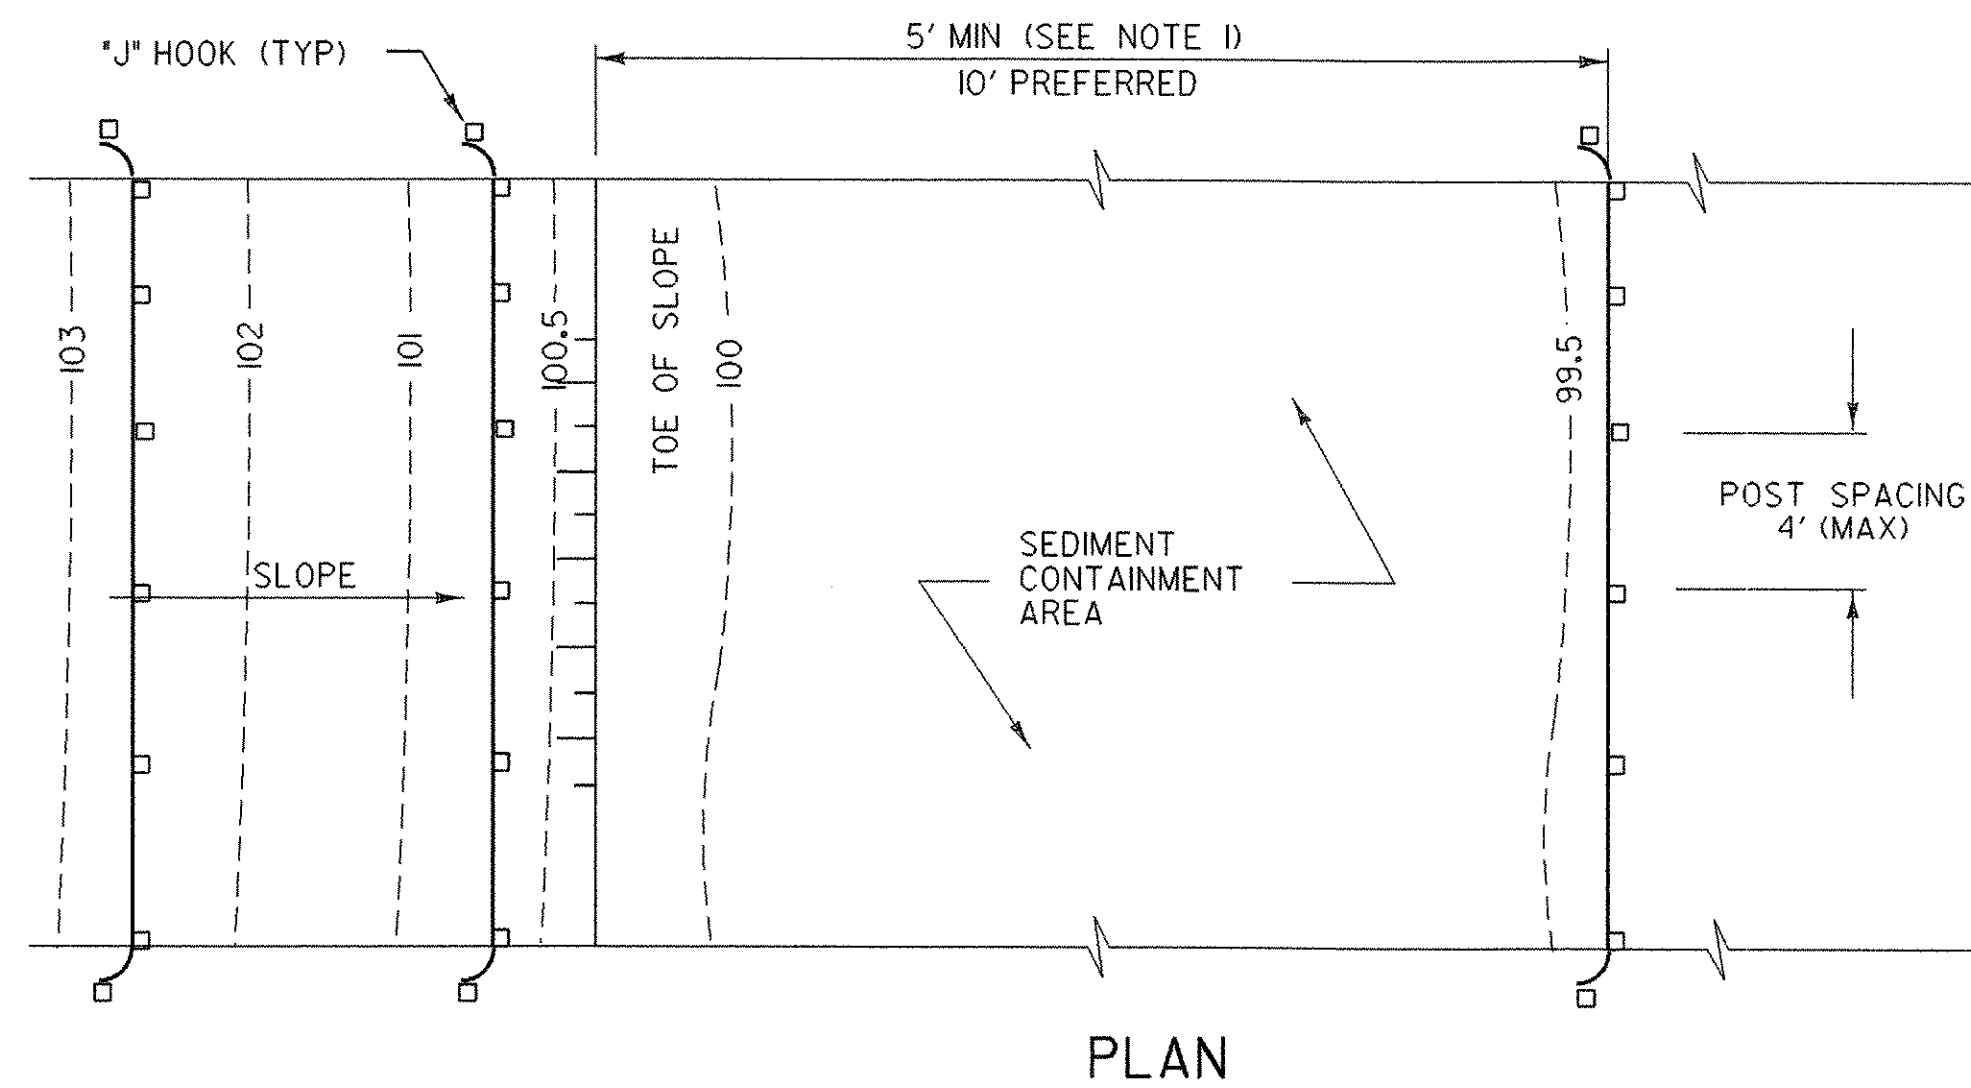 "J" HOOK (TYP)
5' MIN (SEE NOTE 1)
10' PREFERRED
103
102
101
100.5
TOE OF SLOPE
100
99.5
SLOPE
SEDIMENT
CONTAINMENT
AREA
POST SPACING
4' (MAX)
PLAN